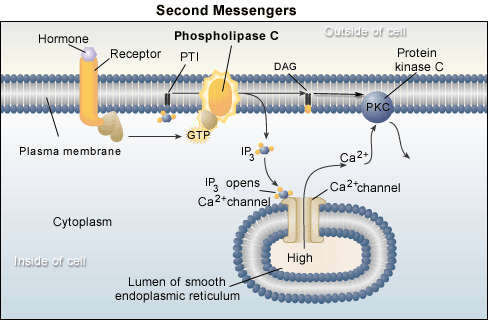 Second Messengers
Outside of cell
Hormone
Receptor
Phospholipase C
PTI
DAG
Protein
kinase C
PKC
GTP
Plasma membrane
IP3
Ca2+
IP3 opens
Ca2+channel
Ca2+channel
Cytoplasm
Inside of cell
High
Lumen of smooth
endoplasmic reticulum